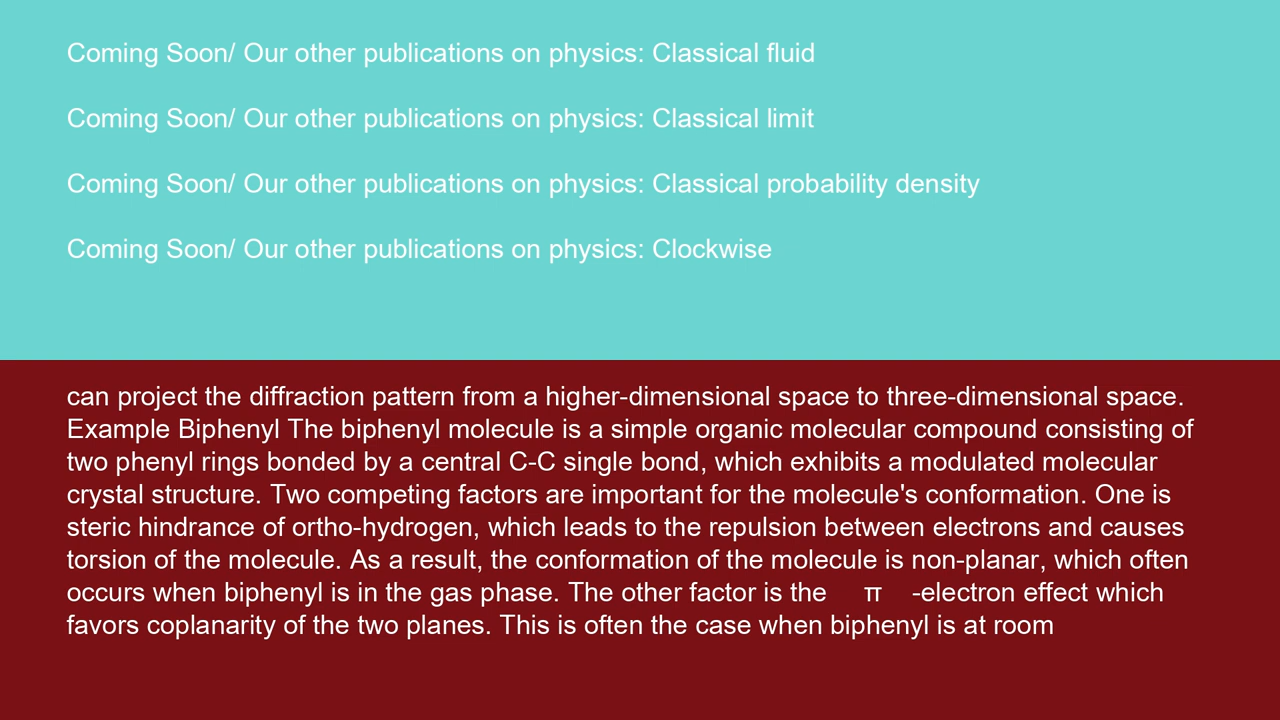 Coming Soon/ Our other publications on physics: Classical fluid
Coming Soon/ Our other publications on physics: Classical limit
Coming Soon/ Our other publications on physics: Classical probability density
Coming Soon/ Our other publications on physics: Clockwise
can project the diffraction pattern from a higher-dimensional space to three-dimensional space.
Example Biphenyl The biphenyl molecule is a simple organic molecular compound consisting of
two phenyl rings bonded by a central C-C single bond, which exhibits a modulated molecular
crystal structure. Two competing factors are important for the molecule's conformation. One is
steric hindrance of ortho-hydrogen, which leads to the repulsion between electrons and causes
torsion of the molecule. As a result, the conformation of the molecule is non-planar, which often
occurs when biphenyl is in the gas phase. The other factor is the π -electron effect which
favors coplanarity of the two planes. This is often the case when biphenyl is at room